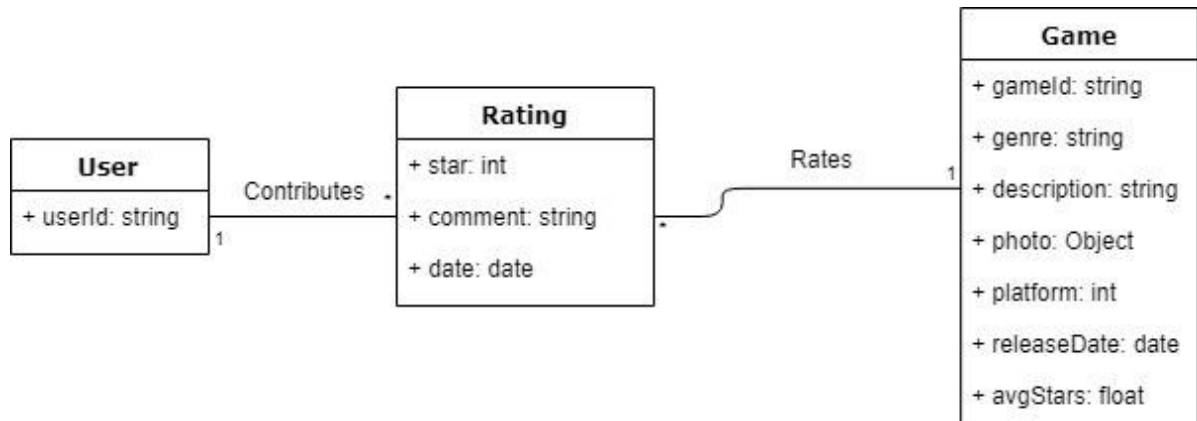 User
+ userId: string
Contributes
1
*
Rating
+ star: int
+ comment: string
+ date: date
Rates
*
1
Game
+ gameId: string
+ genre: string
+ description: string
+ photo: Object
+ platform: int
+ releaseDate: date
+ avgStars: float